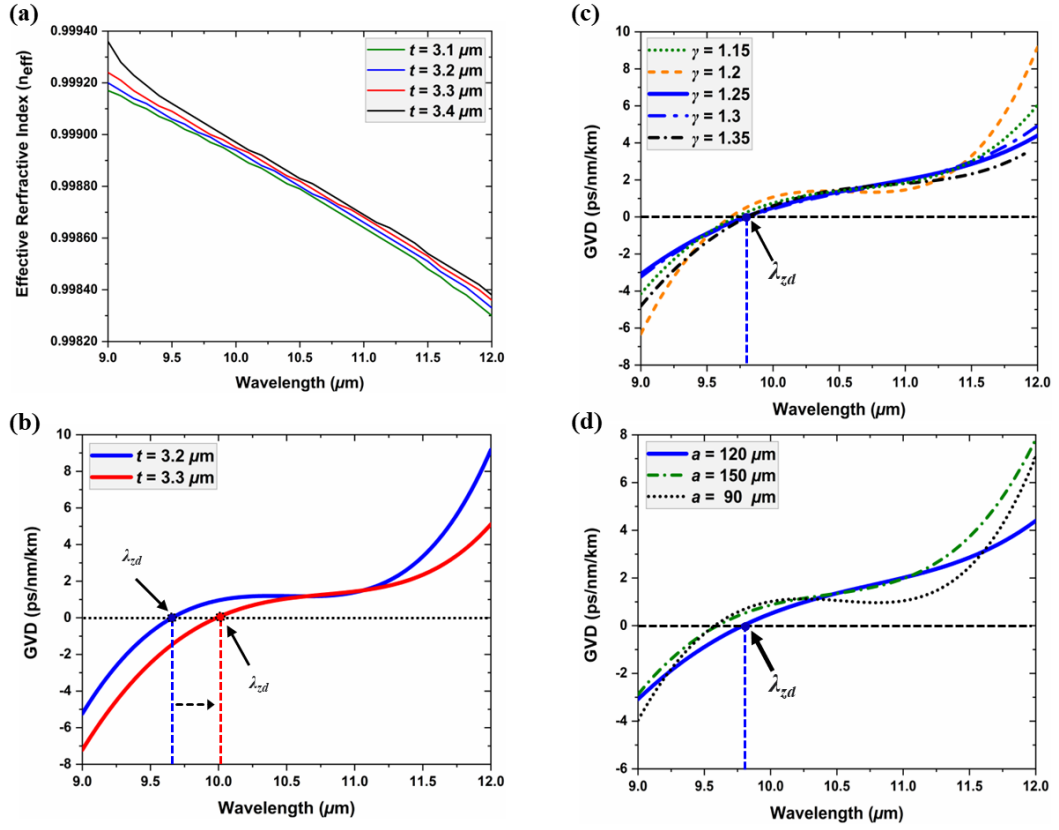 (a)
0.99940
0.99920
0.99900
0.99880
0.99860
0.99840
0.99820
Effective Rerfractive Index (neff)
t = 3.1 µm
t = 3.2 µm
t = 3.3 µm
t = 3.4 µm
9.0 9.5 10.0 10.5 11.0 11.5 12.0
Wavelength (µm)
(c)
10
8
6
4
2
0
-2
-4
-6
-8
GVD (ps/nm/km)
γ = 1.15
γ = 1.2
γ = 1.25
γ = 1.3
γ = 1.35
λzd
9.0 9.5 10.0 10.5 11.0 11.5 12.0
Wavelength (µm)
(b)
10
8
6
4
2
0
-2
-4
-6
-8
GVD (ps/nm/km)
t = 3.2 µm
t = 3.3 µm
λzd
λzd
9.0 9.5 10.0 10.5 11.0 11.5 12.0
Wavelength (µm)
(d)
8
6
4
2
0
-2
-4
6
GVD (ps/nm/km)
a = 120 µm
a = 150 µm
a = 90 µm
λzd
9.0 9.5 10.0 10.5 11.0 11.5 12.0
Wavelength (µm)